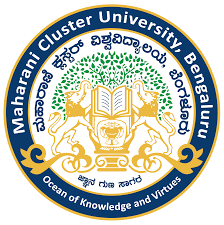 Maharani Cluster University, Bengaluru
ಮಹಾರಾಣಿ ಕ್ಲಸ್ಟರ್ ವಿಶ್ವವಿದ್ಯಾಲಯ, ಬೆಂಗಳೂರು
ಜ್ಞಾನ ಗುಣ ಸಾಗರ
Ocean of Knowledge and Virtues